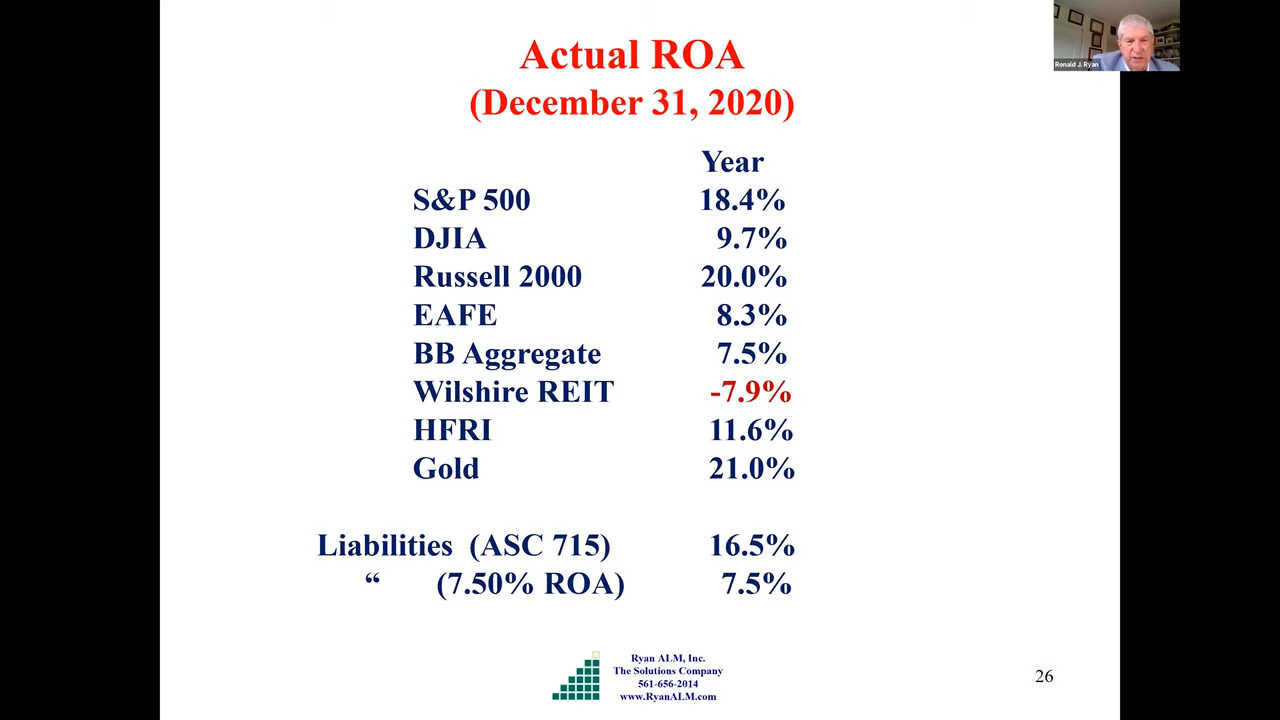 Actual ROA
(December 31, 2020)
Ronald J. Ryan
Year
S&P 500 18.4%
DJIA 9.7%
Russell 2000 20.0%
EAFE 8.3%
BB Aggregate 7.5%
Wilshire REIT -7.9%
HFRI 11.6%
Gold 21.0%
Liabilities (ASC 715) 16.5%
“ (7.50% ROA) 7.5%
Ryan ALM, Inc.
The Solutions Company
561-656-2014
www.RyanALM.com
26